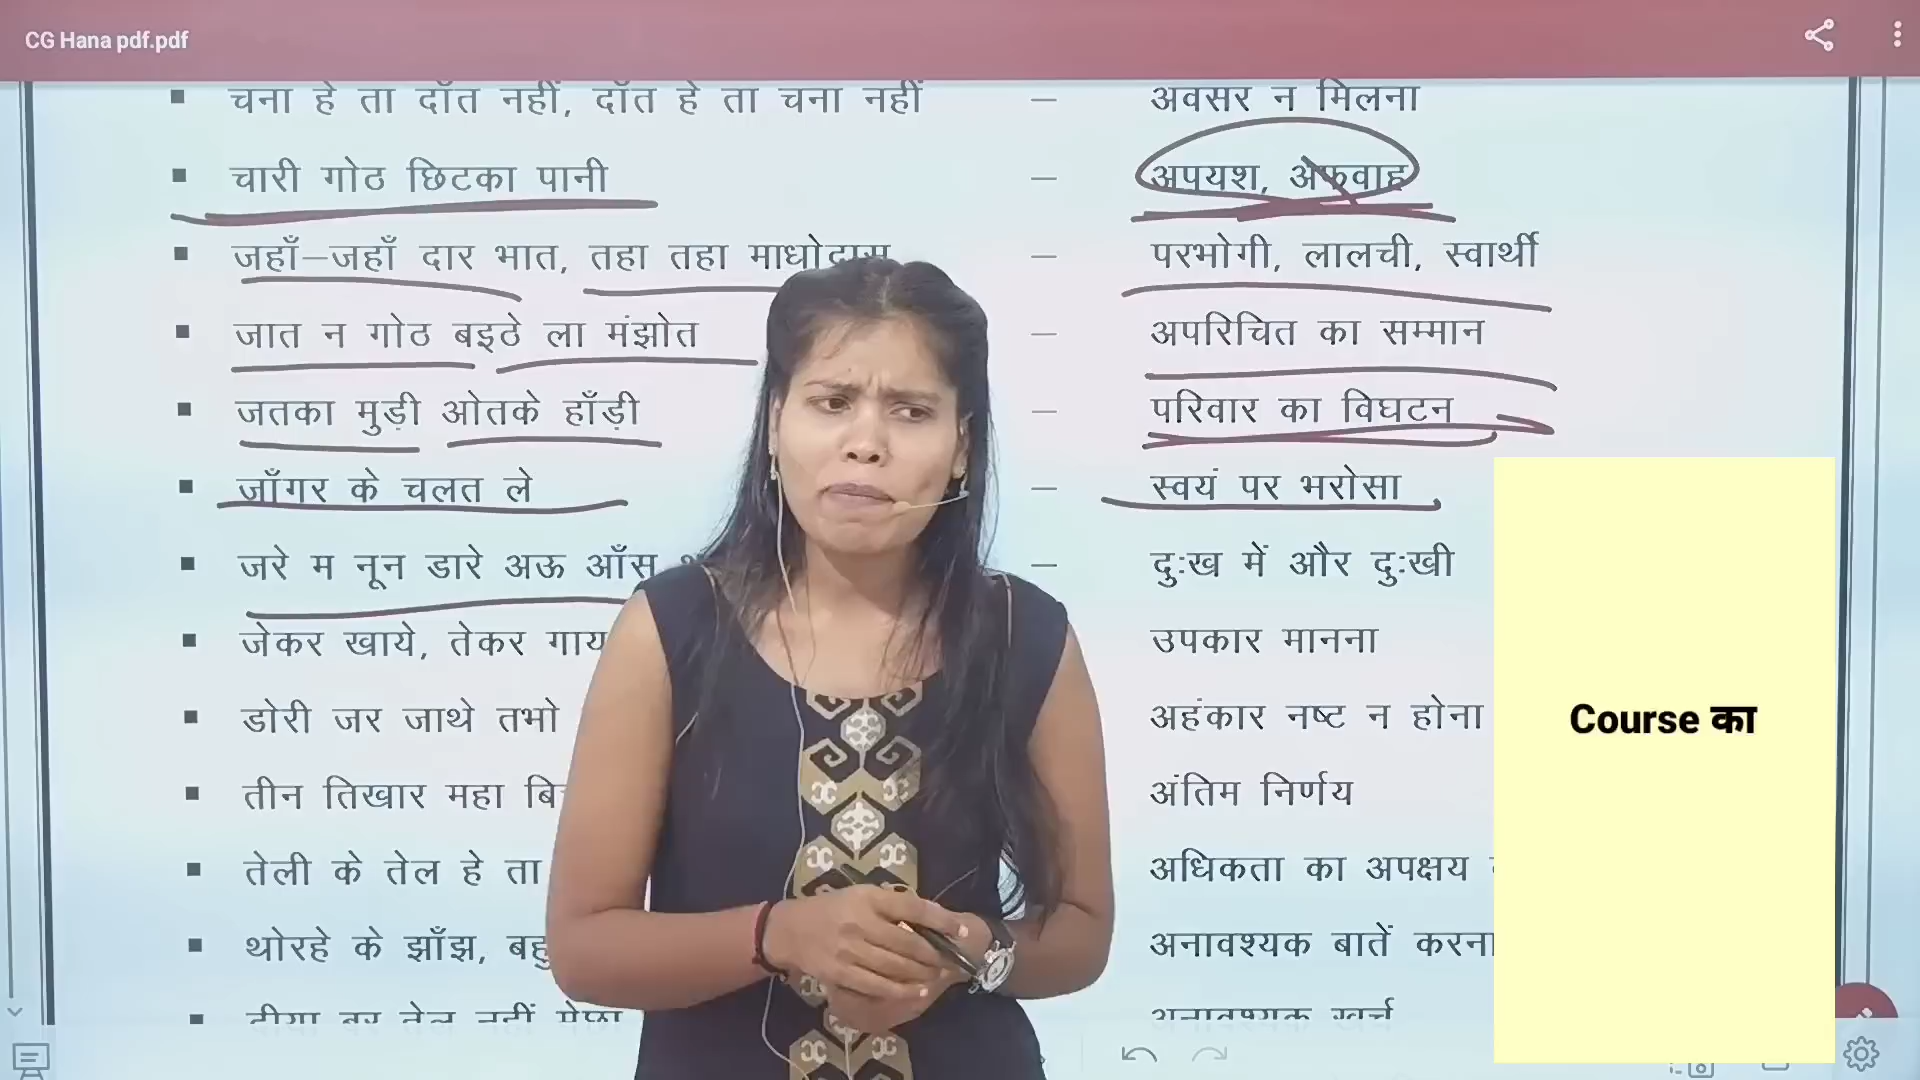 CG Hana pdf.pdf
चना हे ता दाँत नहीं, दाँत हे ता चना नहीं – अवसर न मिलना
चारी गोठ छिटका पानी – अपयश, अफवाह
जहाँ–जहाँ दार भात, तहा तहा माधोदास – परभोगी, लालची, स्वार्थी
जात न गोठ बइठे ला मंझोत – अपरिचित का सम्मान
जतका मुड़ी ओतके हाँड़ी – परिवार का विघटन
जाँगर के चलत ले – स्वयं पर भरोसा
जरे म नून डारे अऊ आँस – दुःख में और दुःखी
जेकर खाये, तेकर गाय उपकार मानना
डोरी जर जाथे तभो अहंकार नष्ट न होना
Course का
तीन तिखार महा अंतिम निर्णय
तेली के तेल हे ता अधिकता का अपक्षय
थोरहे के झाँझ, बहु अनावश्यक बातें करना